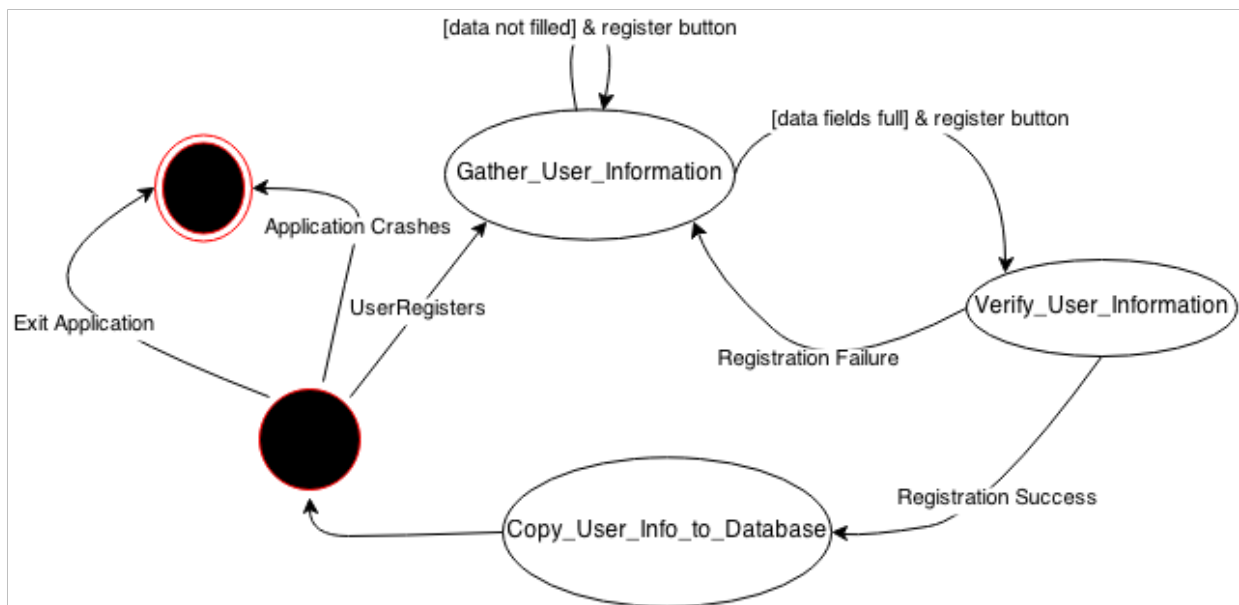 [data not filled] & register button
[data fields full] & register button
Gather_User_Information
Application Crashes
UserRegisters
Exit Application
Verify_User_Information
Registration Failure
Registration Success
Copy_User_Info_to_Database